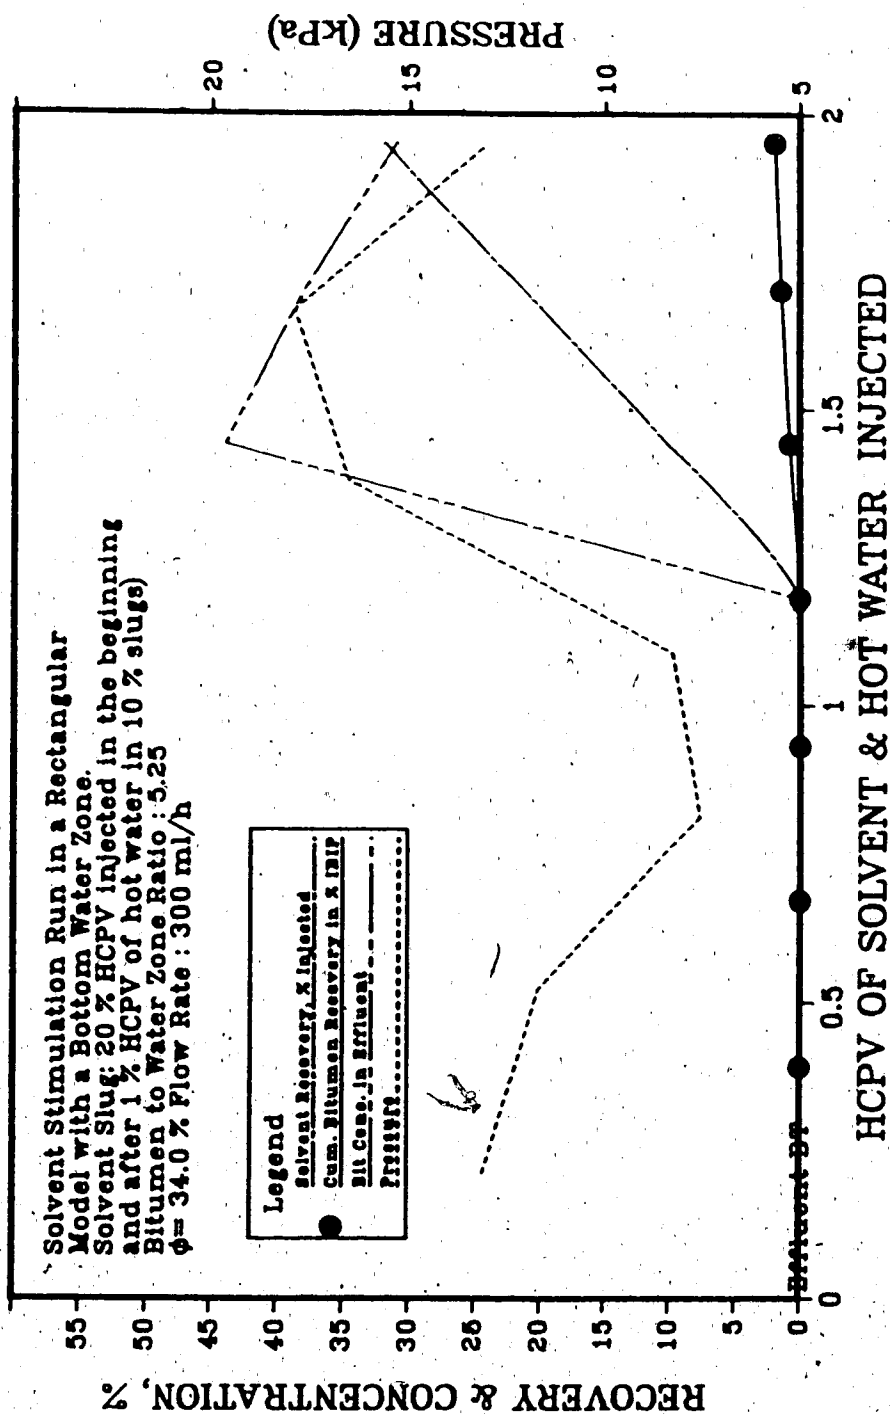 Solvent Stimulation Run in a Rectangular
Model with a Bottom Water Zone.
Solvent Slug: 20 % HCPV injected in the beginning
and after 1 % HCPV of hot water in 10 % slugs)
Bitumen to Water Zone Ratio : 5.25
φ= 34.0 % Flow Rate : 300 ml/h
Legend
Solvent Recovery, % Injected
Cum. Bitumen Recovery in % IBIP
Bit Conc. in Effluent
Pressure
RECOVERY & CONCENTRATION, %
55
50
45
40
35
30
25
20
15
10
5
0
PRESSURE (kPa)
20
15
10
5
Effluent BT
0
0.5
1
1.5
2
HCPV OF SOLVENT & HOT WATER INJECTED